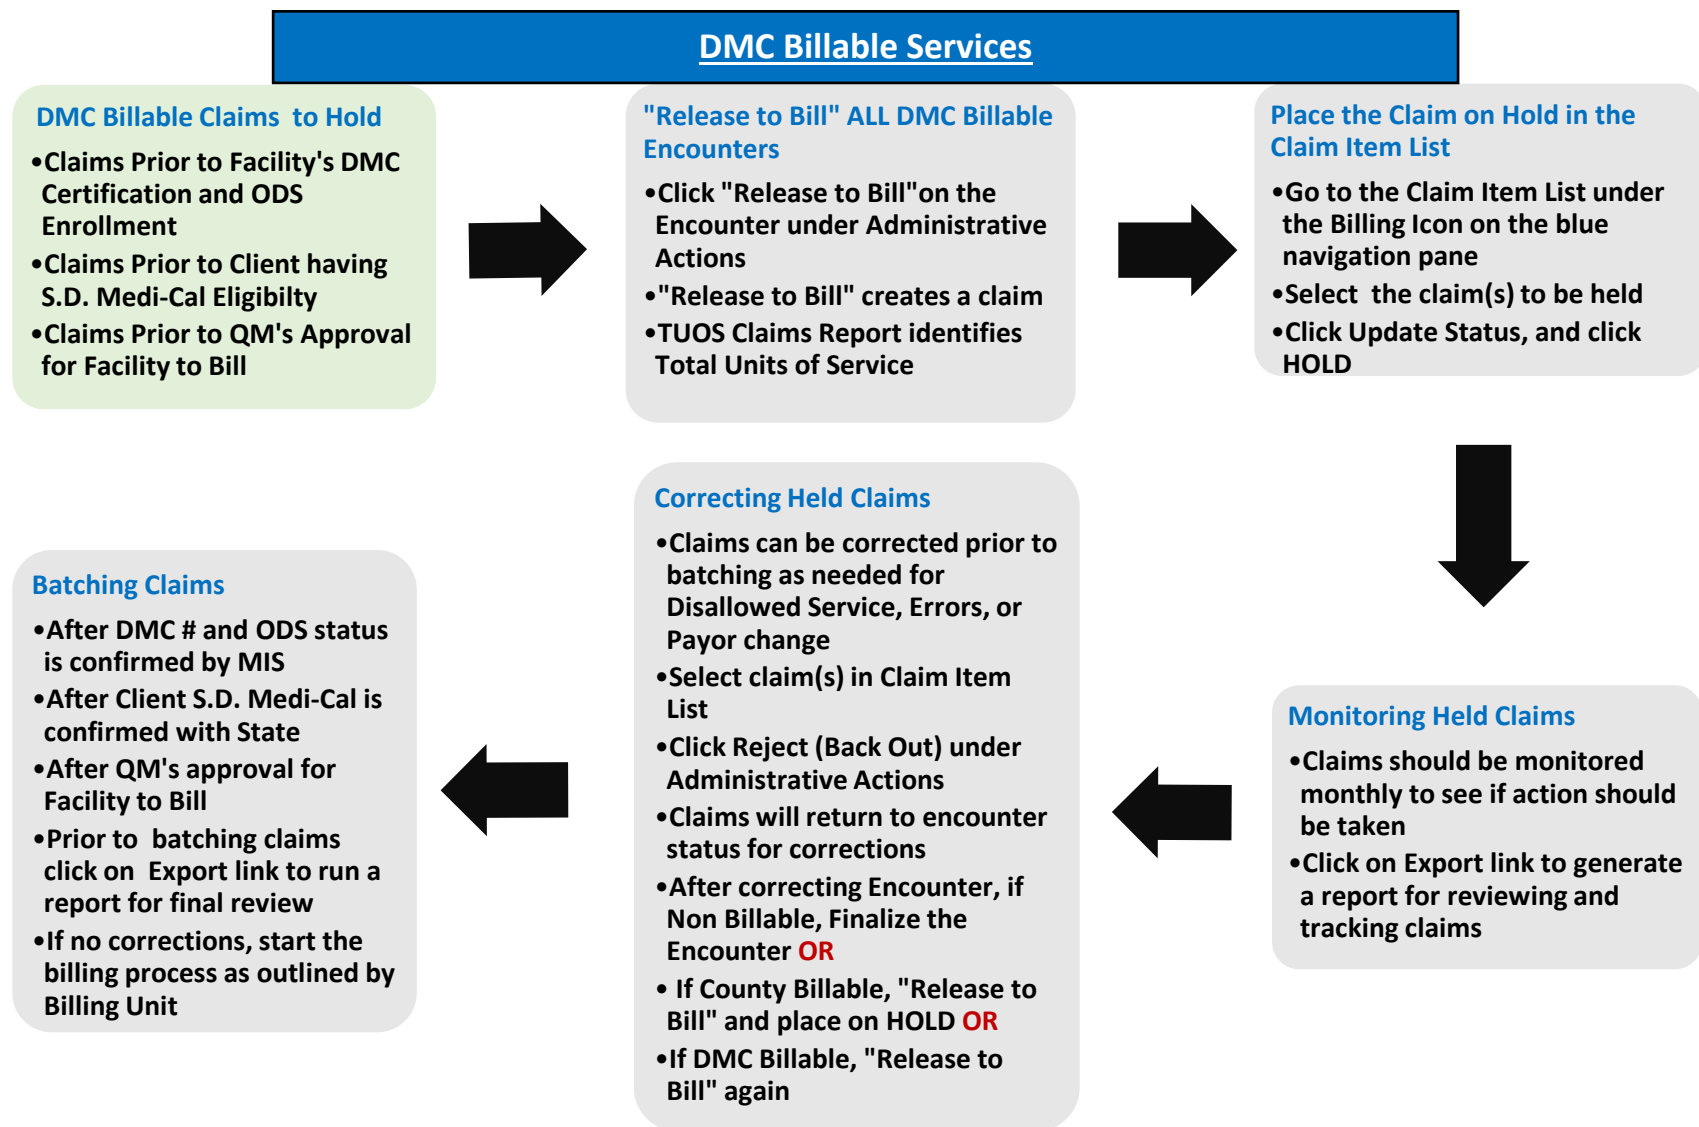 DMC Billable Services
DMC Billable Claims  to Hold
•Claims Prior to Facility's DMC
Certification and ODS
Enrollment
•Claims Prior to Client having
S.D. Medi-Cal Eligibilty
•Claims Prior to QM's Approval
for Facility to Bill
"Release to Bill" ALL DMC Billable
Encounters
•Click "Release to Bill"on the
Encounter under Administrative
Actions
•"Release to Bill" creates a claim
•TUOS Claims Report identifies
Total Units of Service
Place the Claim on Hold in the
Claim Item List
•Go to the Claim Item List under
the Billing Icon on the blue
navigation pane
•Select  the claim(s) to be held
•Click Update Status, and click
HOLD
Monitoring Held Claims
•Claims should be monitored
monthly to see if action should
be taken
•Click on Export link to generate
a report for reviewing and
tracking claims
Correcting Held Claims
•Claims can be corrected prior to
batching as needed for
Disallowed Service, Errors, or
Payor change
•Select claim(s) in Claim Item
List
•Click Reject (Back Out) under
Administrative Actions
•Claims will return to encounter
status for corrections
•After correcting Encounter, if
Non Billable, Finalize the
Encounter OR
• If County Billable, "Release to
Bill" and place on HOLD OR
•If DMC Billable, "Release to
Bill" again
Batching Claims
•After DMC # and ODS status
is confirmed by MIS
•After Client S.D. Medi-Cal is
confirmed with State
•After QM's approval for
Facility to Bill
•Prior to  batching claims
click on  Export link to run a
report for final review
•If no corrections, start the
billing process as outlined by
Billing Unit